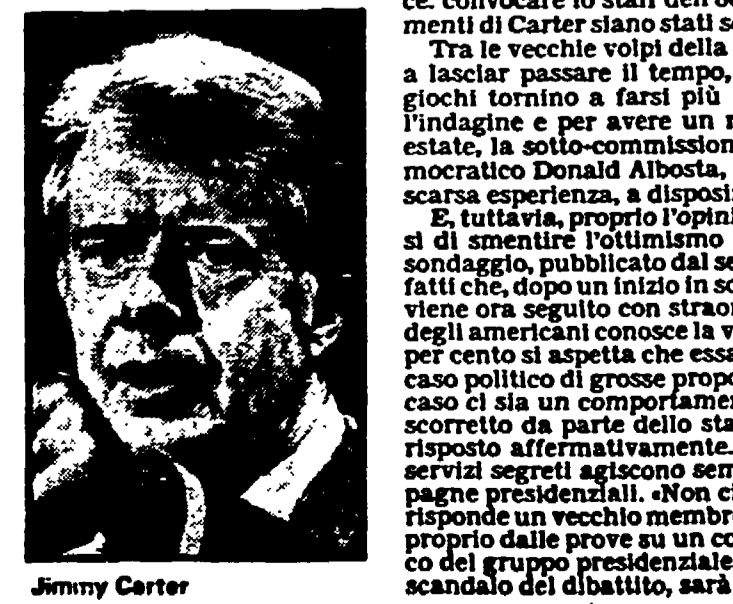 ce. convocare lo staff dell'
menti di Carter siano stati
Tra le vecchie volpi della
a lasciar passare il tempo,
giochi tornino a farsi più
l'indagine e per avere un
estate, la sotto-commission
mocratico Donald Albosta,
scarsa esperienza, a disposi
E, tuttavia, proprio l'opini
si di smentire l'ottimismo
sondaggio, pubblicato dal se
fatti che, dopo un inizio in so
viene ora seguito con straor
degli americani conosce la v
per cento si aspetta che essa
caso politico di grosse propo
caso ci sia un comportamen
scorretto da parte dello sta
risposto affermativamente.
servizi segreti agiscono sem
pagne presidenziali. «Non ci
risponde un vecchio membr
proprio dalle prove su un co
co del gruppo presidenziale
scandalo del dibattito, sarà
Jimmy Carter